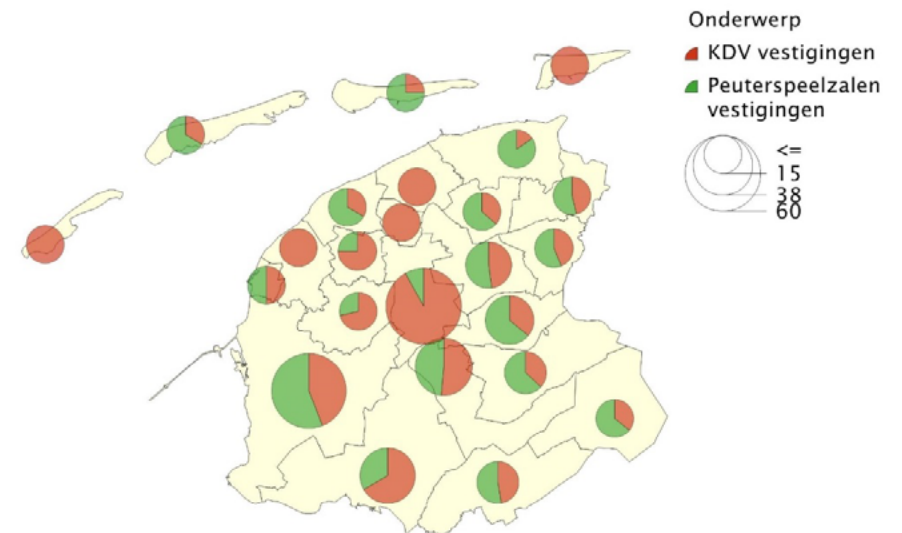 Onderwerp
KDV vestigingen
Peuterspeelzalen
vestigingen
<=
15
38
60